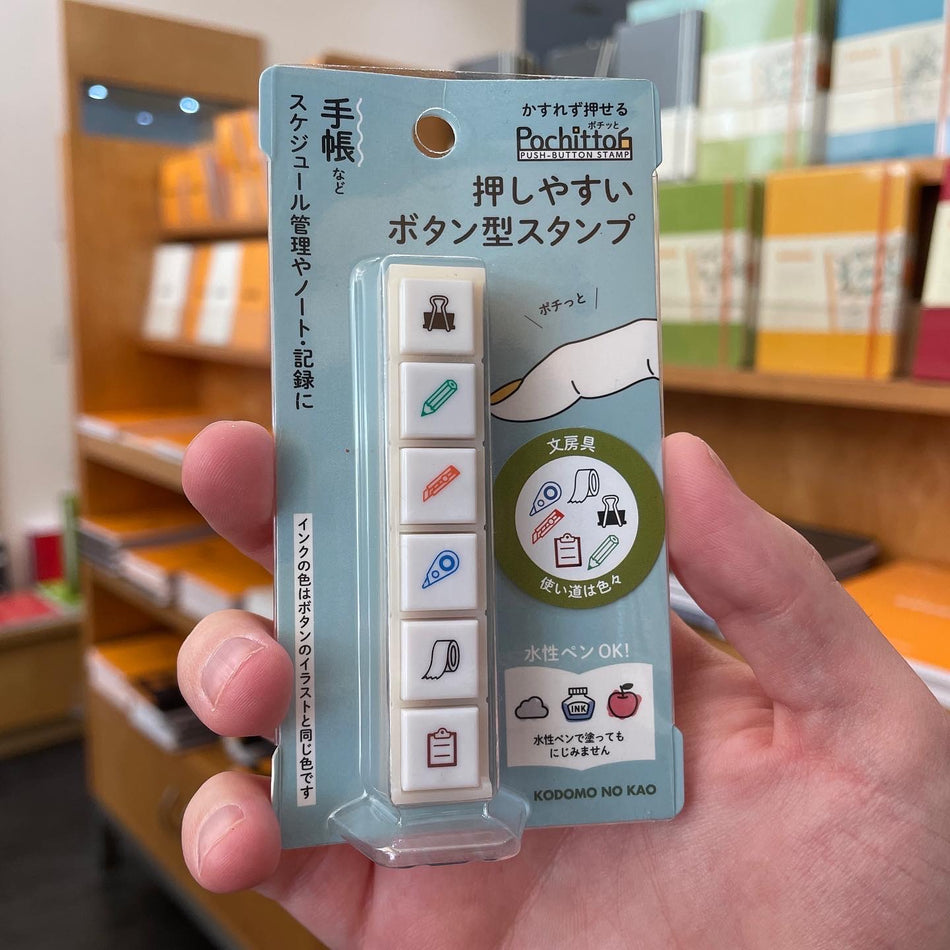 手帳など
スケジュール管理やノート・記録に
かすれず押せる
ポチッと
Pochitto6
PUSH-BUTTON STAMP
押しやすい
ボタン型スタンプ
ポチっと
文房具
使い道は色々
インクの色はボタンのイラストと同じ色です
水性ペンOK!
INK
水性ペンで塗っても
にじみません
KODOMO NO KAO